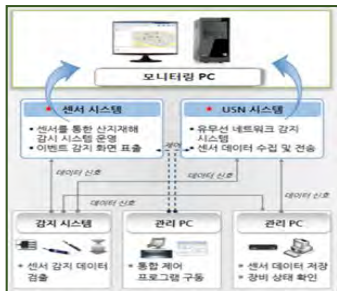 모니터링 PC
센서 시스템
센서를 통한 산지재해
감시 시스템 운영
이벤트 감지 화면 표출
USN 시스템
유무선 네트워크 감지
시스템
센서 데이터 수집 및 전송
제어
데이터 신호
데이터 신호
데이터 신호
데이터 신호
감지 시스템
센서 감지 데이터
검출
관리 PC
통합 제어
프로그램 구동
관리 PC
센서 데이터 저장
장비 상태 확인